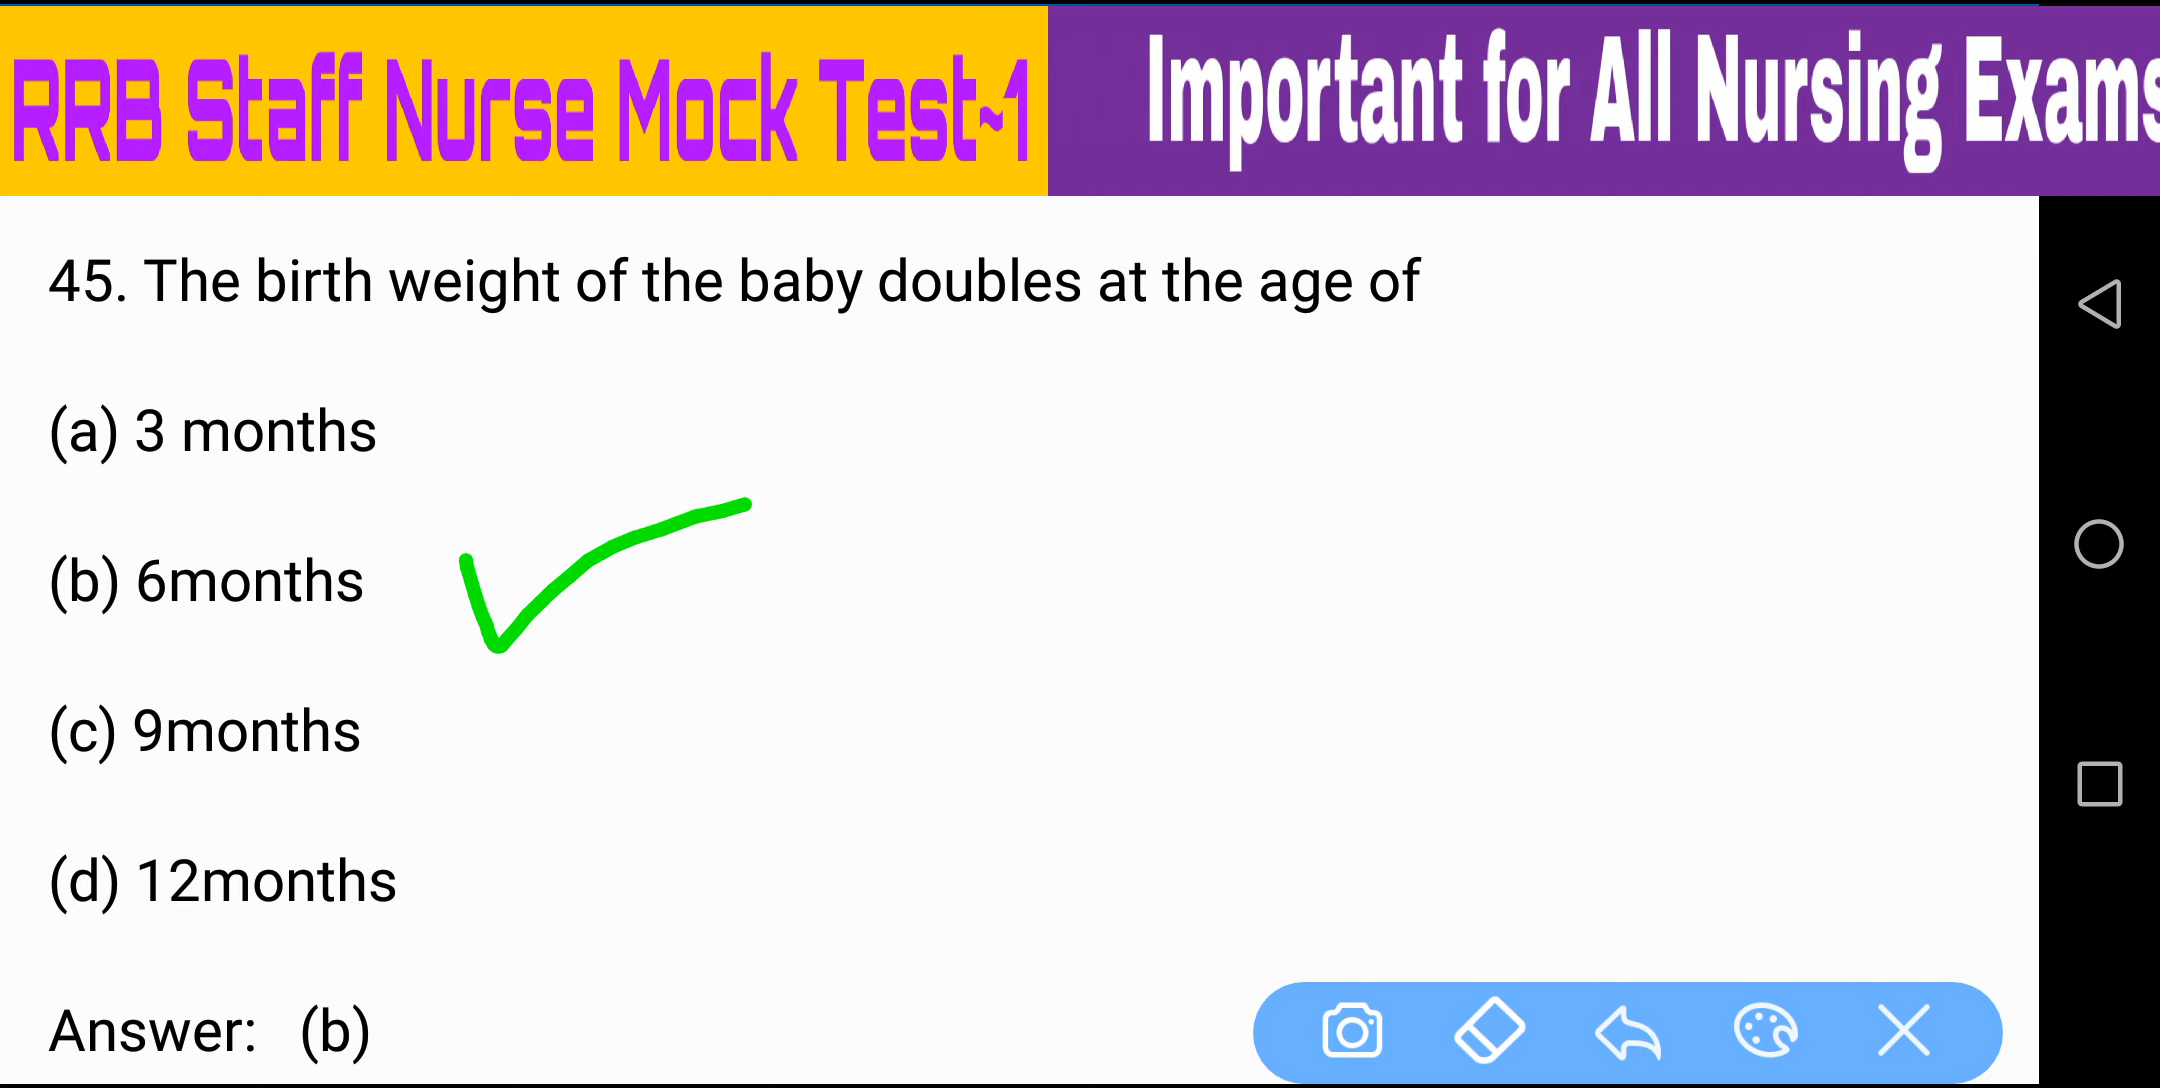 RRB Staff Nurse Mock Test~1
Important for All Nursing Exams
45. The birth weight of the baby doubles at the age of
(a) 3 months
(b) 6months
(c) 9months
(d) 12months
Answer: (b)